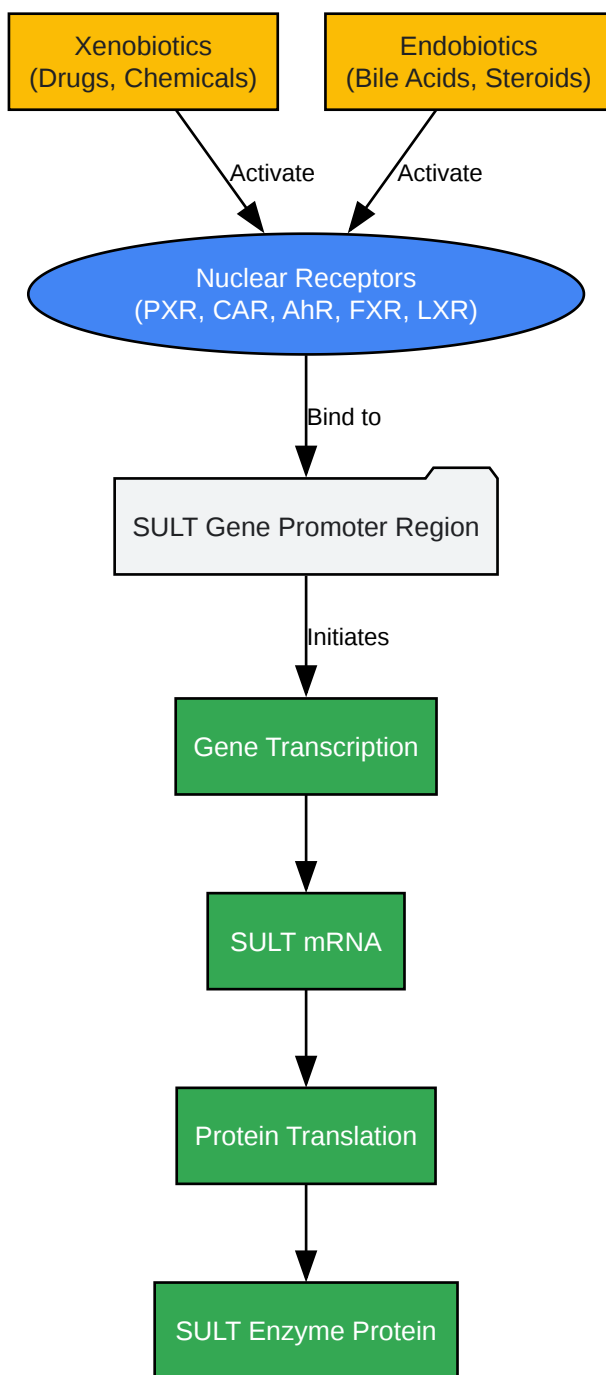 Xenobiotics
(Drugs, Chemicals)
Endobiotics
(Bile Acids, Steroids)
Activate
Activate
Nuclear Receptors
(PXR, CAR, AhR, FXR, LXR)
Bind to
SULT Gene Promoter Region
Initiates
Gene Transcription
SULT mRNA
Protein Translation
SULT Enzyme Protein